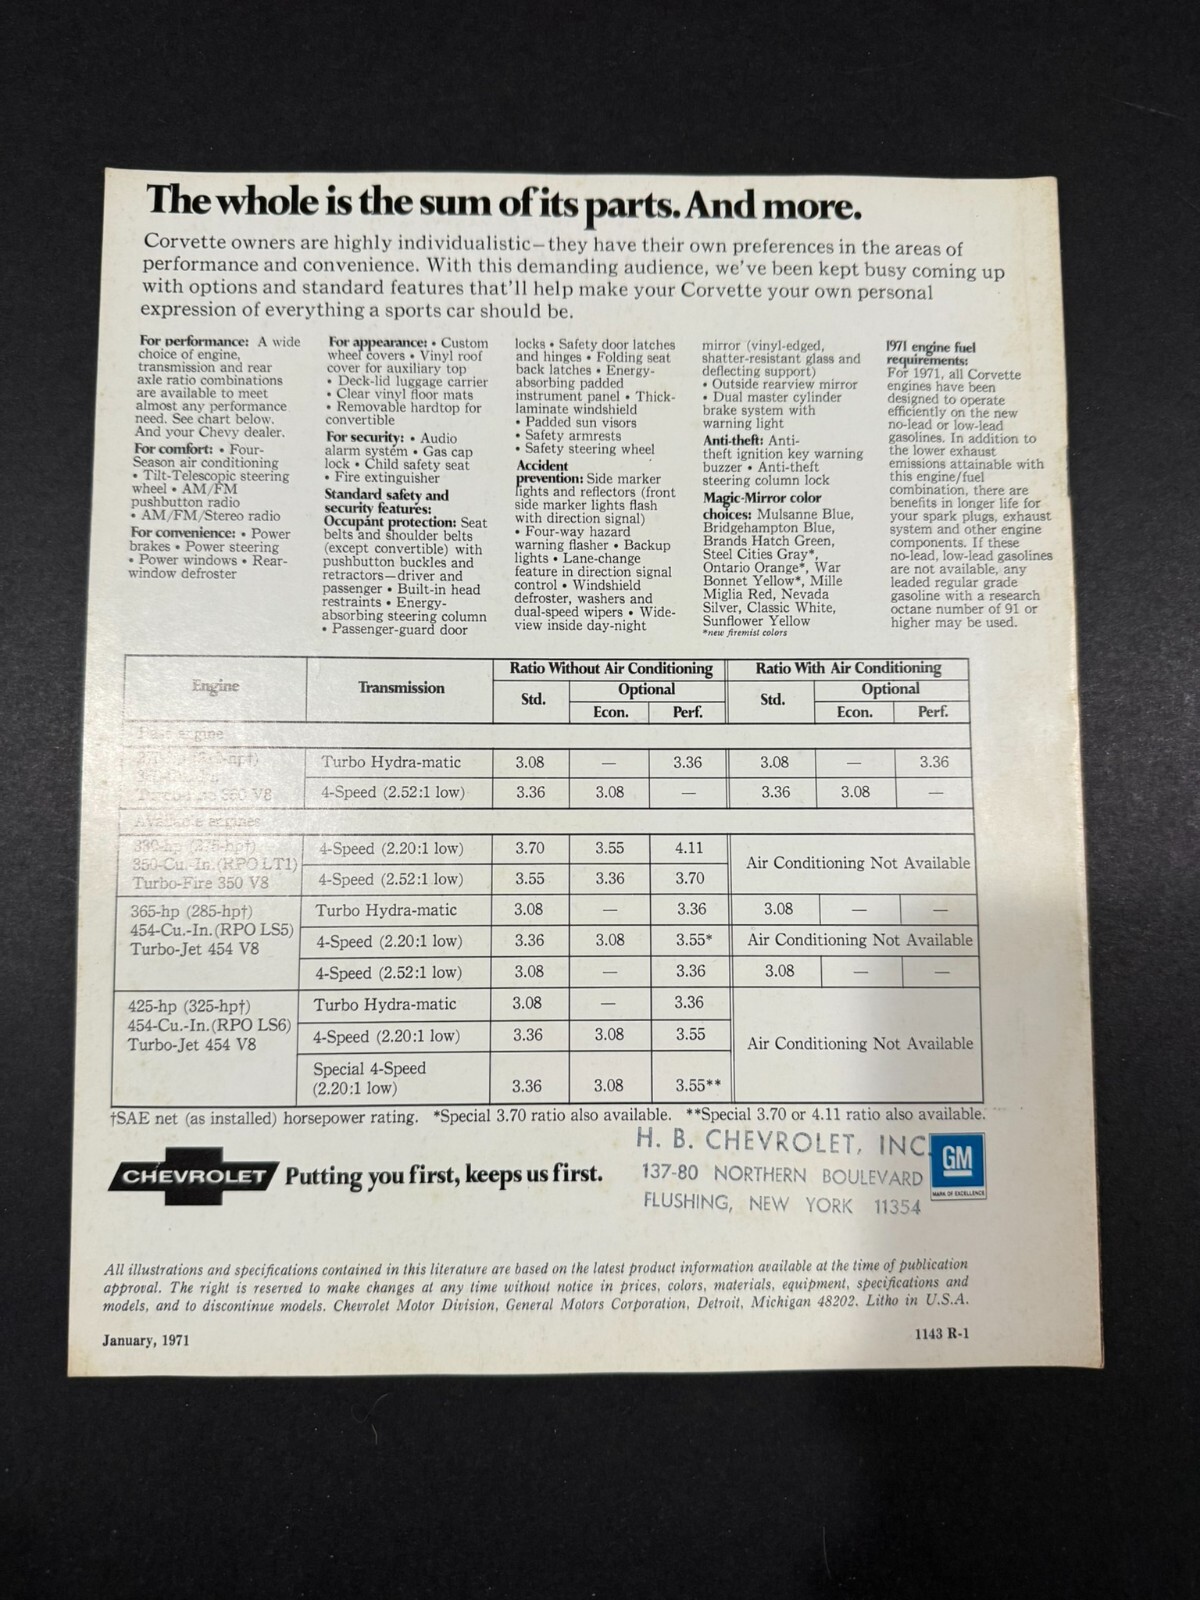 The whole is the sum of its parts. And more.
Corvette owners are highly individualistic—they have their own preferences in the areas of
performance and convenience. With this demanding audience, we've been kept busy coming up
with options and standard features that'll help make your Corvette your own personal
expression of everything a sports car should be.
For performance: A wide
choice of engine,
transmission and rear
axle ratio combinations
are available to meet
almost any performance
need. See chart below.
And your Chevy dealer.
For comfort: • Four-
Season air conditioning
• Tilt-Telescopic steering
wheel • AM/FM
pushbutton radio
• AM/FM/Stereo radio
For convenience: • Power
brakes • Power steering
• Power windows • Rear-
window defroster
For appearance: • Custom
wheel covers • Vinyl roof
cover for auxiliary top
• Deck-lid luggage carrier
• Clear vinyl floor mats
• Removable hardtop for
convertible
For security: • Audio
alarm system • Gas cap
lock • Child safety seat
• Fire extinguisher
Standard safety and
security features:
Occupant protection: Seat
belts and shoulder belts
(except convertible) with
pushbutton buckles and
retractors—driver and
passenger • Built-in head
restraints • Energy-
absorbing steering column
• Passenger-guard door
locks • Safety door latches
and hinges • Folding seat
back latches • Energy-
absorbing padded
instrument panel • Thick-
laminate windshield
• Padded sun visors
• Safety armrests
• Safety steering wheel
Accident
prevention: Side marker
lights and reflectors (front
side marker lights flash
with direction signal)
• Four-way hazard
warning flasher • Backup
lights • Lane-change
feature in direction signal
control • Windshield
defroster, washers and
dual-speed wipers • Wide-
view inside day-night
mirror (vinyl-edged,
shatter-resistant glass and
deflecting support)
• Outside rearview mirror
• Dual master cylinder
brake system with
warning light
Anti-theft: Anti-
theft ignition key warning
buzzer • Anti-theft
steering column lock
Magic-Mirror color
choices: Mulsanne Blue,
Bridgehampton Blue,
Brands Hatch Green,
Steel Cities Gray*,
Ontario Orange*, War
Bonnet Yellow*, Mille
Miglia Red, Nevada
Silver, Classic White,
Sunflower Yellow
*new firemist colors
1971 engine fuel
requirements:
For 1971, all Corvette
engines have been
designed to operate
efficiently on the new
no-lead or low-lead
gasolines. In addition to
the lower exhaust
emissions attainable with
this engine/fuel
combination, there are
benefits in longer life for
your spark plugs, exhaust
system and other engine
components. If these
no-lead, low-lead gasolines
are not available, any
leaded regular grade
gasoline with a research
octane number of 91 or
higher may be used.
Engine Transmission Ratio Without Air Conditioning Ratio With Air Conditioning
Std. Optional Std. Optional
Econ. Perf. Econ. Perf.
engine
Turbo Hydra-matic 3.08 — 3.36 3.08 — 3.36
350 V8 4-Speed (2.52:1 low) 3.36 3.08 — 3.36 3.08 —
Available engines
330-hp (275-hp†) 4-Speed (2.20:1 low) 3.70 3.55 4.11 Air Conditioning Not Available
350-Cu.-In.(RPO LT1)
Turbo-Fire 350 V8 4-Speed (2.52:1 low) 3.55 3.36 3.70
365-hp (285-hp†) Turbo Hydra-matic 3.08 — 3.36 3.08 — —
454-Cu.-In.(RPO LS5)
Turbo-Jet 454 V8 4-Speed (2.20:1 low) 3.36 3.08 3.55* Air Conditioning Not Available
4-Speed (2.52:1 low) 3.08 — 3.36 3.08 — —
425-hp (325-hp†) Turbo Hydra-matic 3.08 — 3.36
454-Cu.-In.(RPO LS6)
Turbo-Jet 454 V8 4-Speed (2.20:1 low) 3.36 3.08 3.55 Air Conditioning Not Available
Special 4-Speed
(2.20:1 low) 3.36 3.08 3.55**
†SAE net (as installed) horsepower rating. *Special 3.70 ratio also available. **Special 3.70 or 4.11 ratio also available.
CHEVROLET Putting you first, keeps us first.
H. B. CHEVROLET, INC.
137-80 NORTHERN BOULEVARD
FLUSHING, NEW YORK 11354
GM
MARK OF EXCELLENCE
All illustrations and specifications contained in this literature are based on the latest product information available at the time of publication
approval. The right is reserved to make changes at any time without notice in prices, colors, materials, equipment, specifications and
models, and to discontinue models. Chevrolet Motor Division, General Motors Corporation, Detroit, Michigan 48202. Litho in U.S.A.
January, 1971 1143 R-1